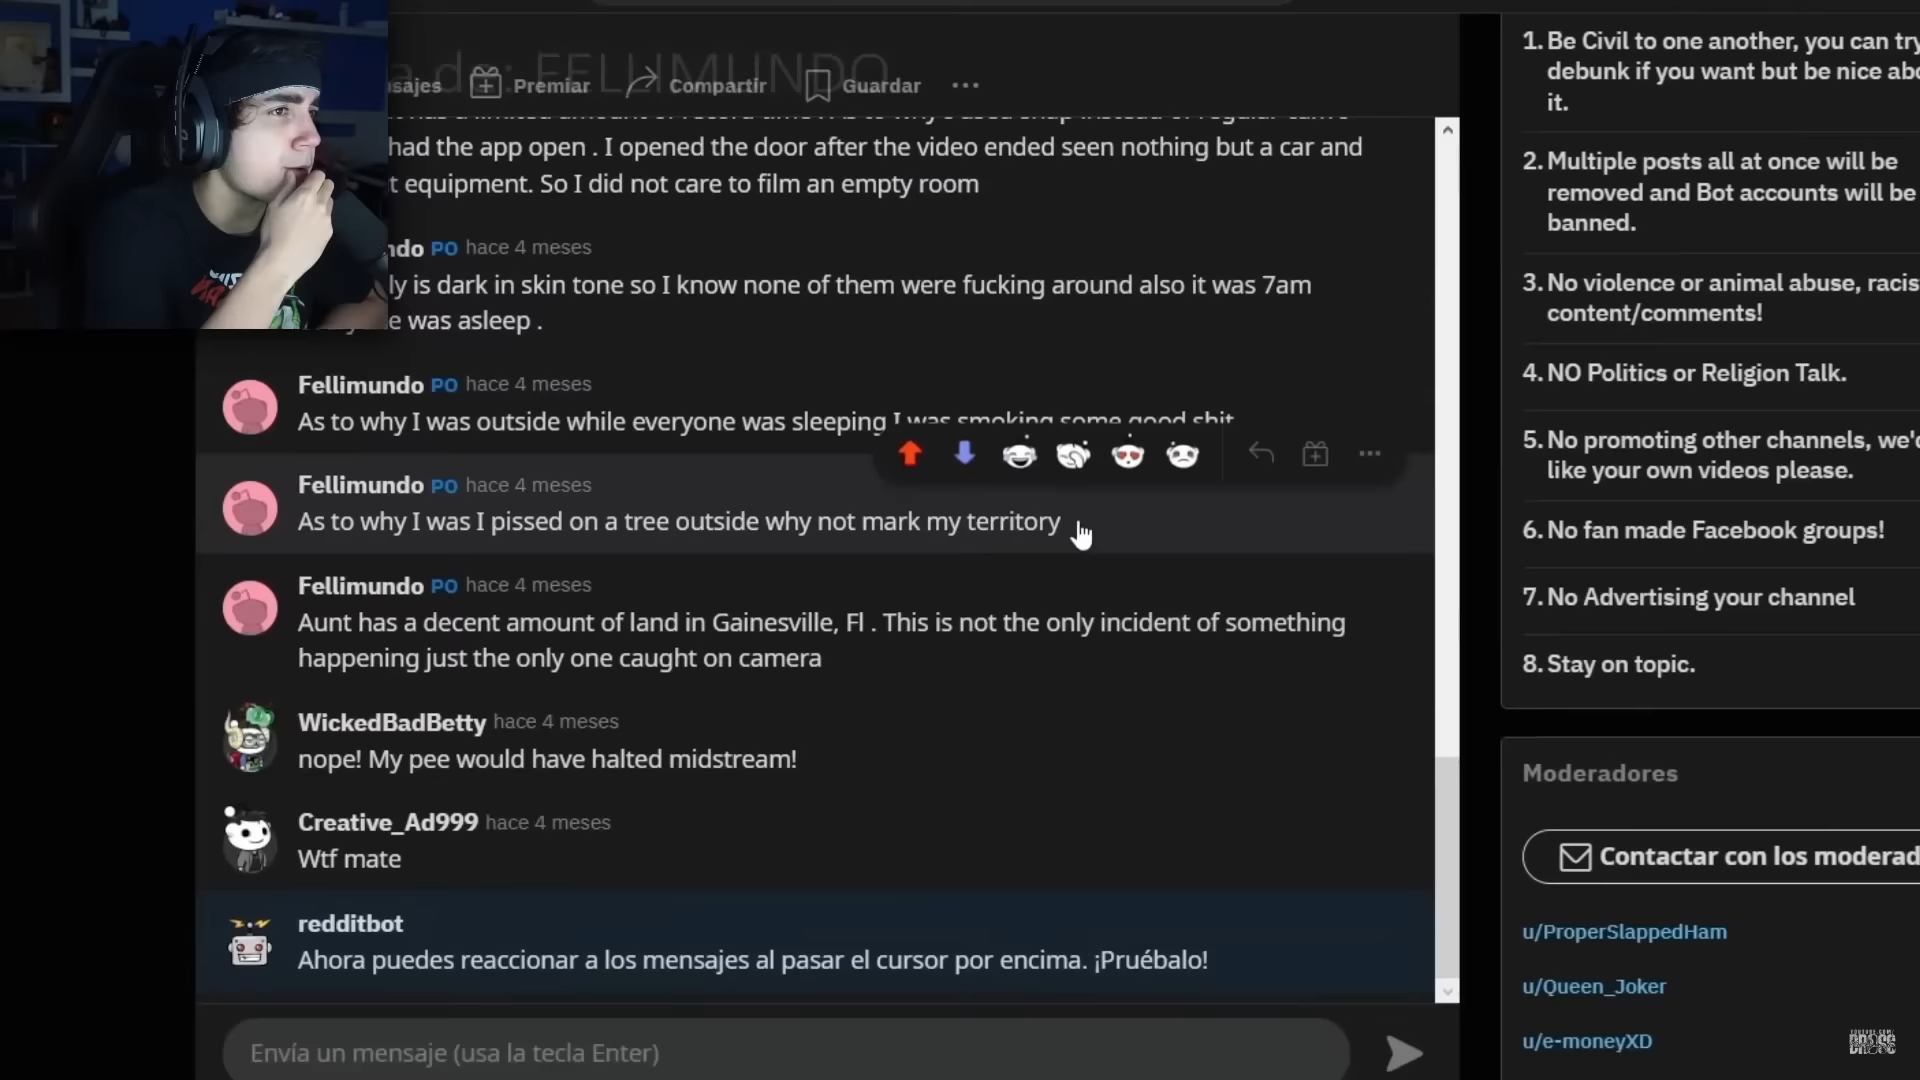 a de: FELLIMUNDO
sajes Premiar Compartir Guardar ...
had the app open . I opened the door after the video ended seen nothing but a car and
t equipment. So I did not care to film an empty room
ndo PO hace 4 meses
ly is dark in skin tone so I know none of them were fucking around also it was 7am
e was asleep .
Fellimundo PO hace 4 meses
As to why I was outside while everyone was sleeping I was smoking some good shit
Fellimundo PO hace 4 meses
As to why I was I pissed on a tree outside why not mark my territory
Fellimundo PO hace 4 meses
Aunt has a decent amount of land in Gainesville, Fl . This is not the only incident of something
happening just the only one caught on camera
WickedBadBetty hace 4 meses
nope! My pee would have halted midstream!
Creative_Ad999 hace 4 meses
Wtf mate
redditbot
Ahora puedes reaccionar a los mensajes al pasar el cursor por encima. ¡Pruébalo!
Envía un mensaje (usa la tecla Enter)
1. Be Civil to one another, you can try
debunk if you want but be nice abo
it.
2. Multiple posts all at once will be
removed and Bot accounts will be
banned.
3. No violence or animal abuse, racis
content/comments!
4. NO Politics or Religion Talk.
5. No promoting other channels, we'd
like your own videos please.
6. No fan made Facebook groups!
7. No Advertising your channel
8. Stay on topic.
Moderadores
Contactar con los moderad
u/ProperSlappedHam
u/Queen_Joker
u/e-moneyXD